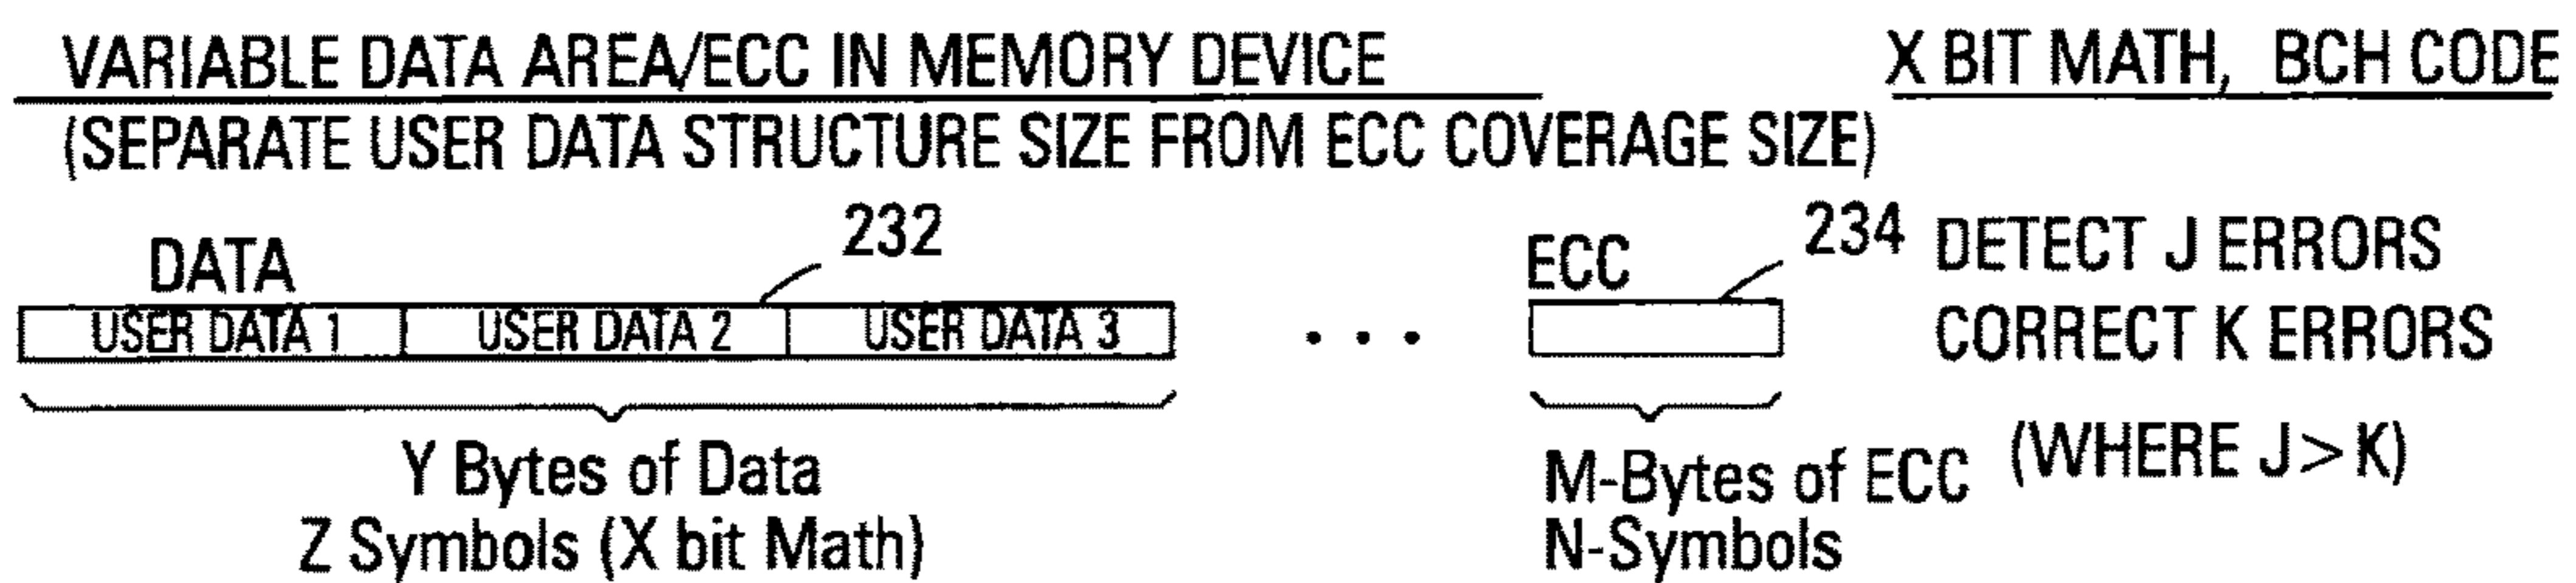 VARIABLE DATA AREA/ECC IN MEMORY DEVICE X BIT MATH, BCH CODE
(SEPARATE USER DATA STRUCTURE SIZE FROM ECC COVERAGE SIZE)
DATA 232 ECC 234 DETECT J ERRORS
USER DATA 1 USER DATA 2 USER DATA 3 • • • CORRECT K ERRORS
Y Bytes of Data M-Bytes of ECC (WHERE J > K)
Z Symbols (X bit Math) N-Symbols